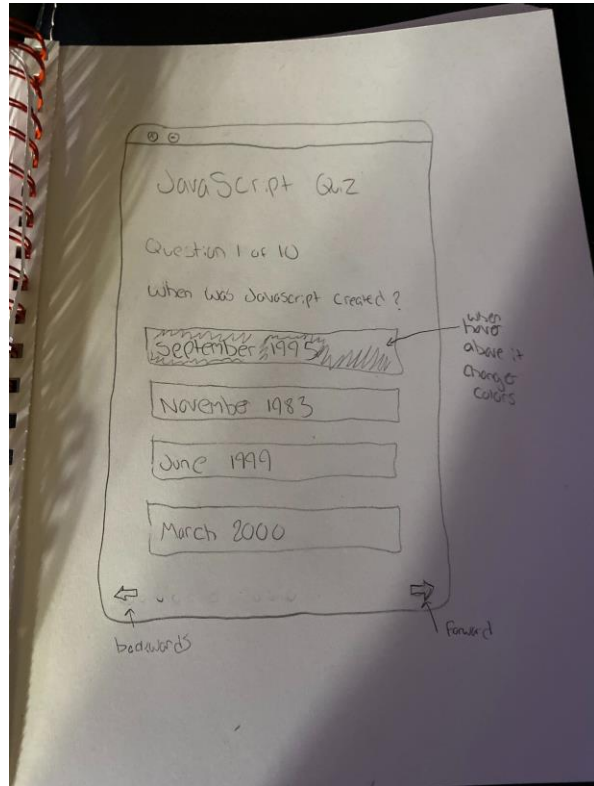 JavaScript Quiz
Question 1 of 10
When was Javascript created?
September 1995
when
hover
above it
changes
colors
November 1983
June 1999
March 2000
backwards
Forward